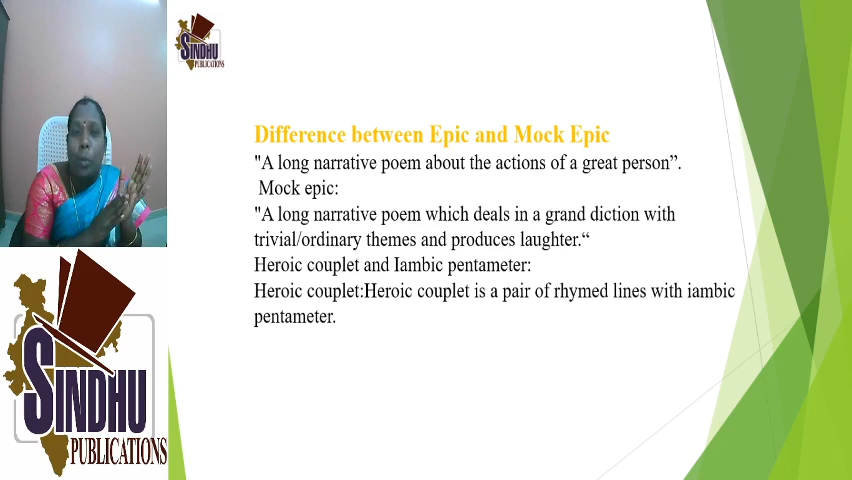 SINDHU
PUBLICATIONS
Difference between Epic and Mock Epic
"A long narrative poem about the actions of a great person”.
Mock epic:
"A long narrative poem which deals in a grand diction with
trivial/ordinary themes and produces laughter.“
Heroic couplet and Iambic pentameter:
Heroic couplet:Heroic couplet is a pair of rhymed lines with iambic
pentameter.
SINDHU
PUBLICATIONS